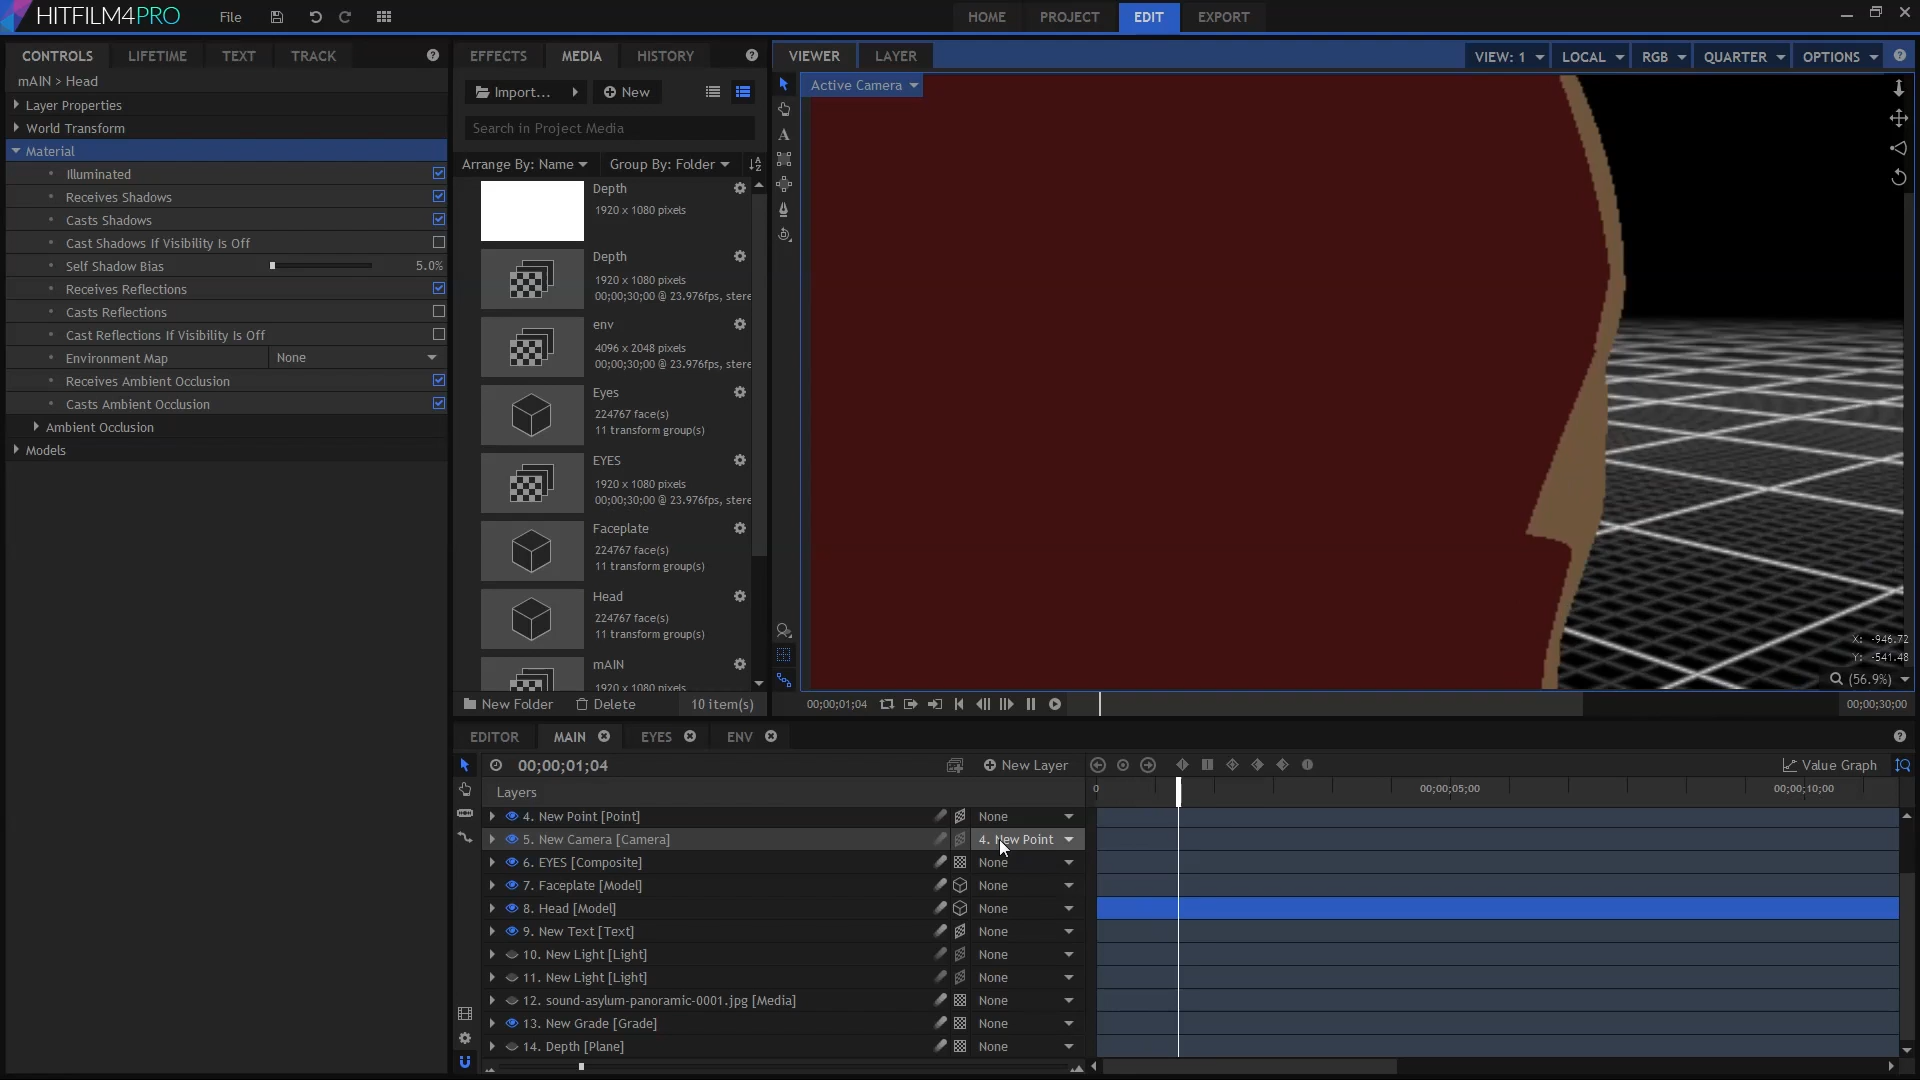 HITFILM4PRO
File
HOME
PROJECT
EDIT
EXPORT
CONTROLS
LIFETIME
TEXT
TRACK
mAIN > Head
Layer Properties
World Transform
Material
Illuminated
Receives Shadows
Casts Shadows
Cast Shadows If Visibility Is Off
Self Shadow Bias 5.0%
Receives Reflections
Casts Reflections
Cast Reflections If Visibility Is Off
Environment Map None
Receives Ambient Occlusion
Casts Ambient Occlusion
Ambient Occlusion
Models
EFFECTS
MEDIA
HISTORY
Import...
New
Search in Project Media
Arrange By: Name
Group By: Folder
Depth
1920 x 1080 pixels
Depth
1920 x 1080 pixels
00;00;30;00 @ 23.976fps, stere
env
4096 x 2048 pixels
00;00;30;00 @ 23.976fps, stere
Eyes
224767 face(s)
11 transform group(s)
EYES
1920 x 1080 pixels
00;00;30;00 @ 23.976fps, stere
Faceplate
224767 face(s)
11 transform group(s)
Head
224767 face(s)
11 transform group(s)
mAIN
1920 x 1080 pixels
New Folder
Delete
10 item(s)
VIEWER
LAYER
VIEW: 1
LOCAL
RGB
QUARTER
OPTIONS
Active Camera
X: -946.72
Y: -541.48
(56.9%)
00;00;01;04
00;00;30;00
EDITOR
MAIN
EYES
ENV
00;00;01;04
New Layer
Value Graph
Layers
0
00;00;05;00
00;00;10;00
4. New Point [Point] None
5. New Camera [Camera] 4. New Point
6. EYES [Composite] None
7. Faceplate [Model] None
8. Head [Model] None
9. New Text [Text] None
10. New Light [Light] None
11. New Light [Light] None
12. sound-asylum-panoramic-0001.jpg [Media] None
13. New Grade [Grade] None
14. Depth [Plane] None